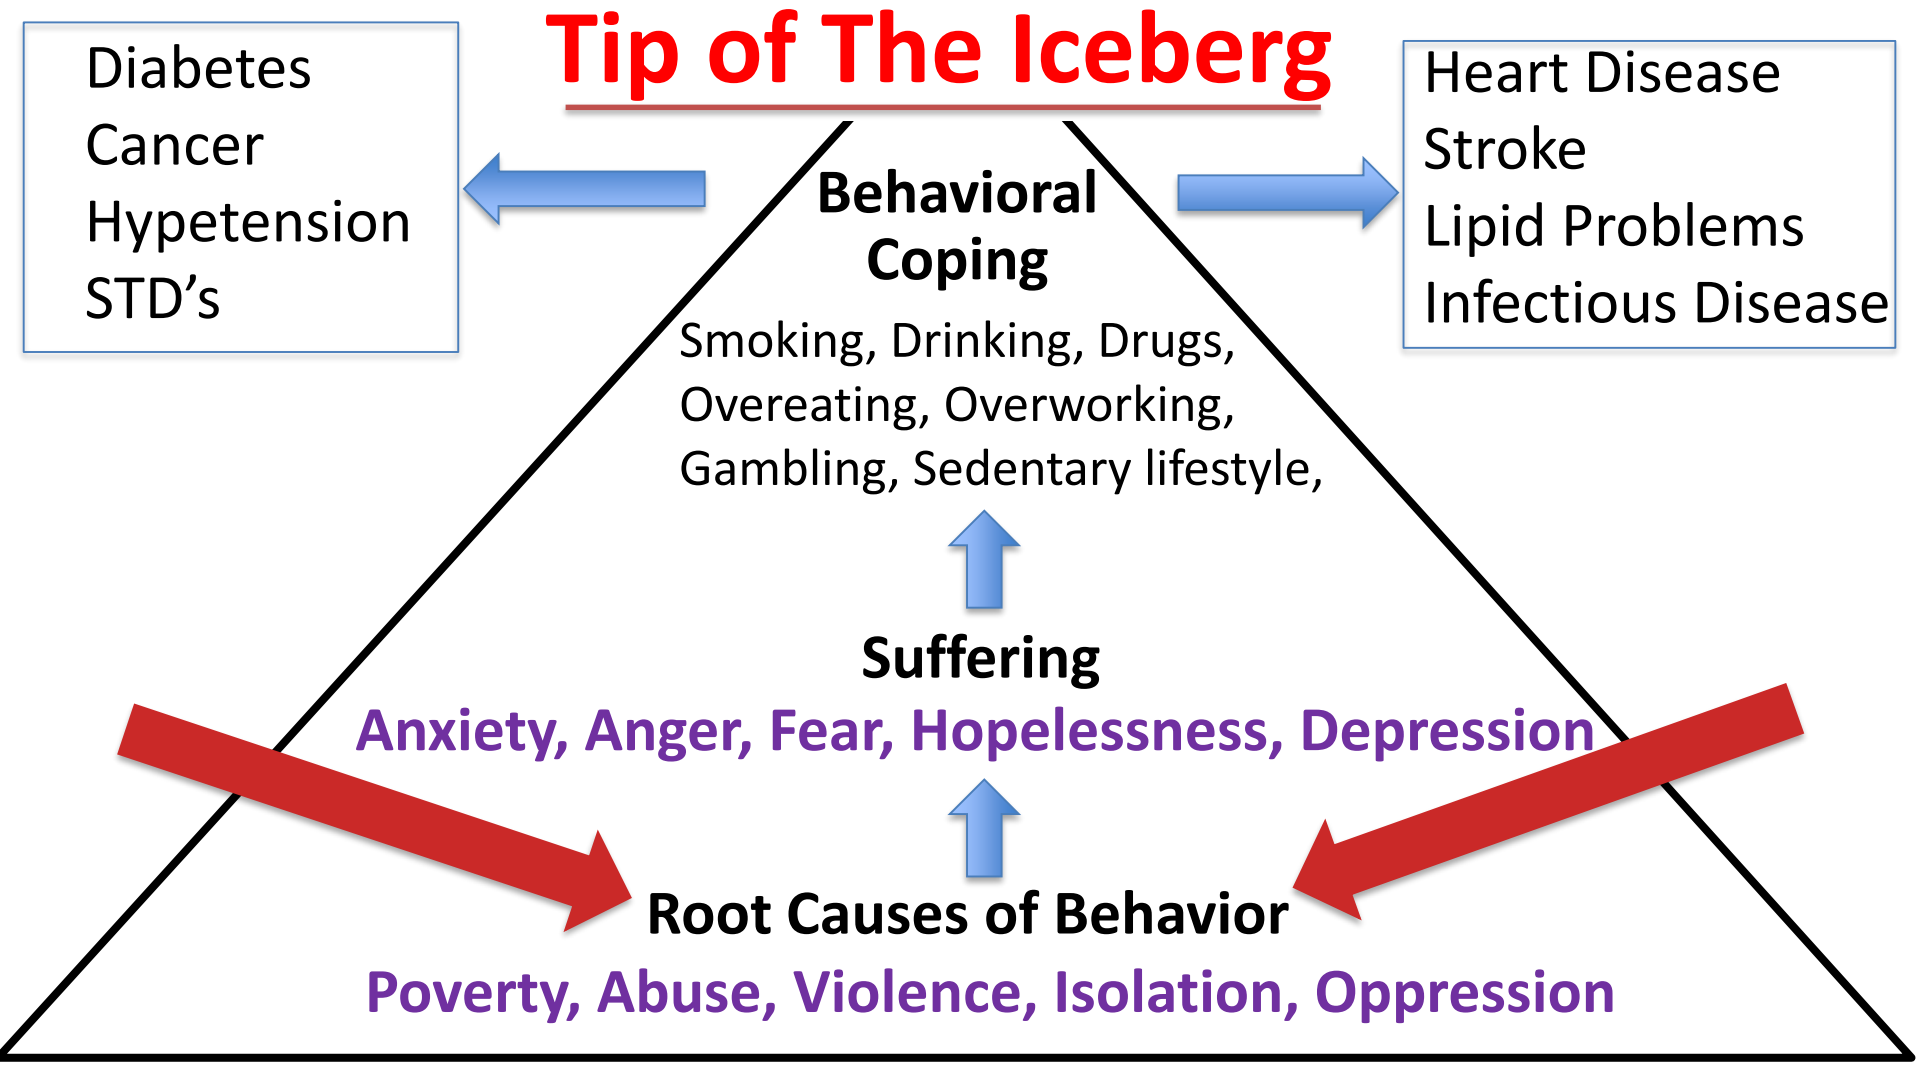 Tip of The Iceberg
Diabetes
Cancer
Hypetension
STD’s
Heart Disease
Stroke
Lipid Problems
Infectious Disease
Behavioral
Coping
Smoking, Drinking, Drugs,
Overeating, Overworking,
Gambling, Sedentary lifestyle,
Suffering
Anxiety, Anger, Fear, Hopelessness, Depression
Root Causes of Behavior
Poverty, Abuse, Violence, Isolation, Oppression